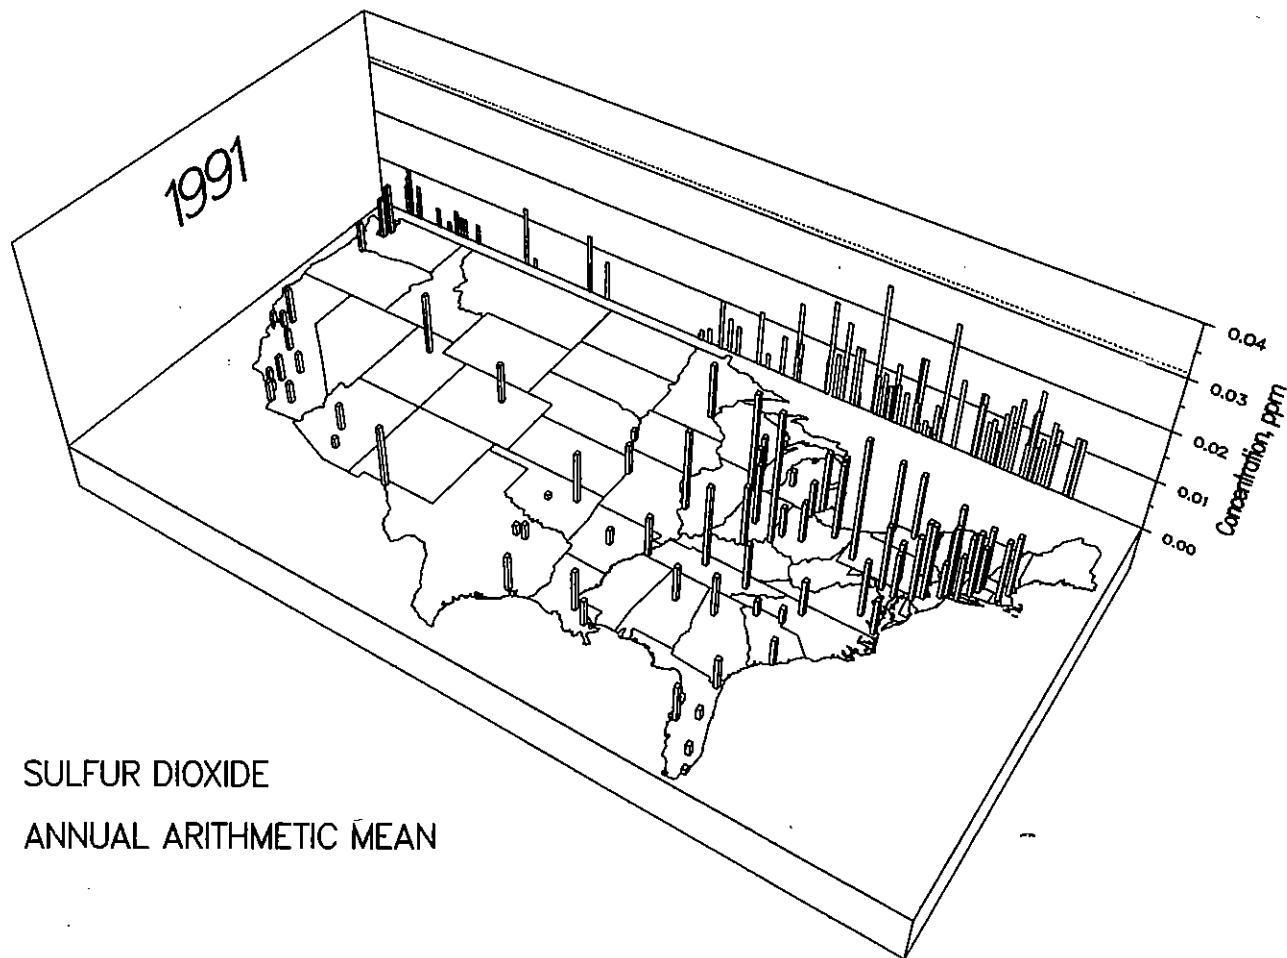 1991
0.04
0.03
0.02
0.01
0.00
Concentration, ppm
SULFUR DIOXIDE
ANNUAL ARITHMETIC MEAN